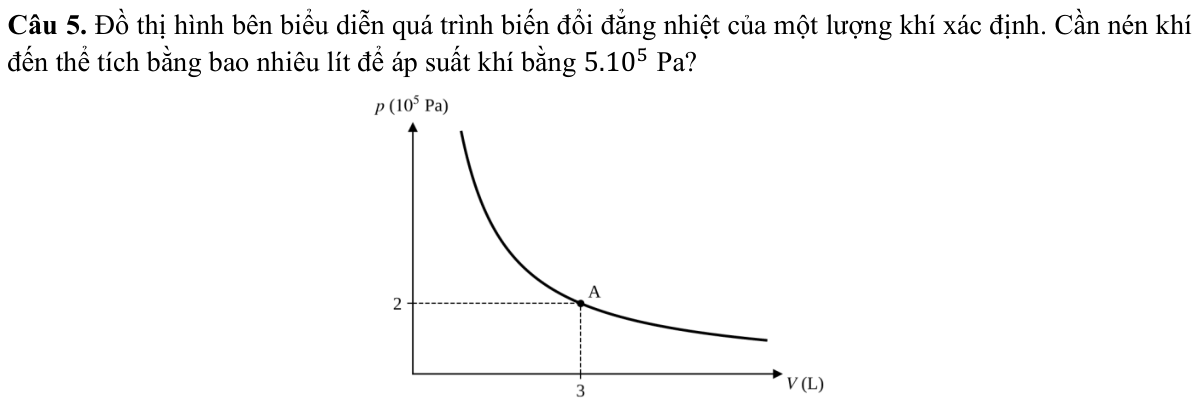 Câu 5. Đồ thị hình bên biểu diễn quá trình biến đổi đẳng nhiệt của một lượng khí xác định. Cần nén khí
đến thể tích bằng bao nhiêu lít để áp suất khí bằng 5.10⁵ Pa?
p (10⁵ Pa)
A
2
V (L)
3